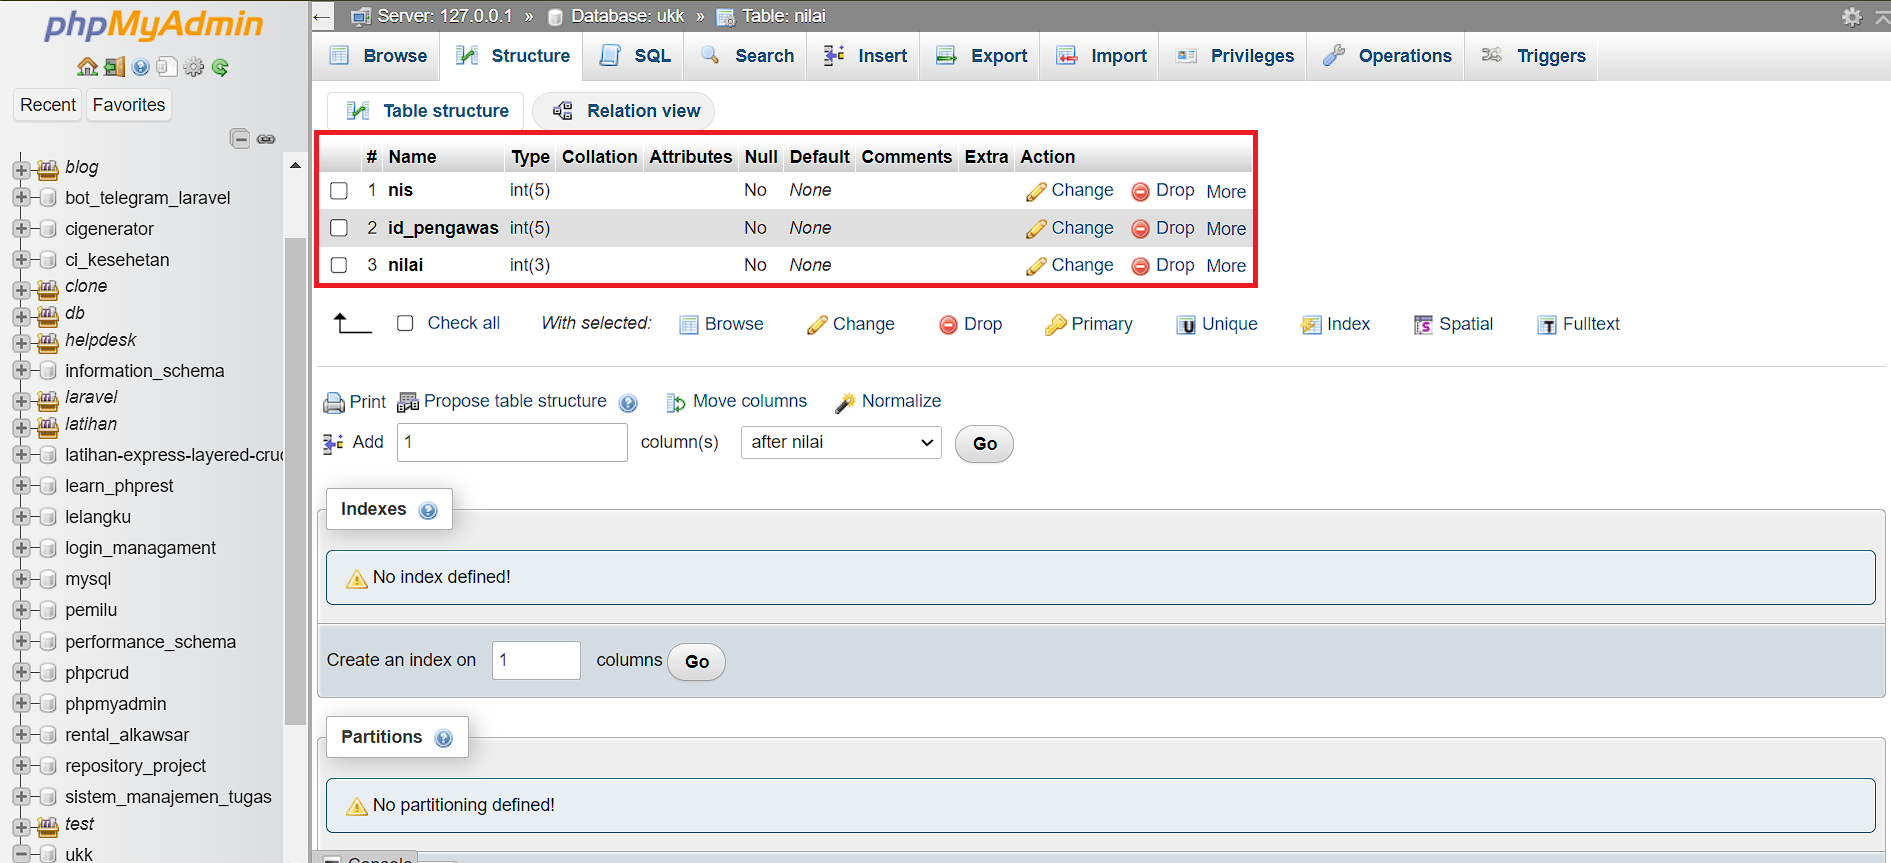 phpMyAdmin
Recent Favorites
blog
bot_telegram_laravel
cigenerator
ci_kesehetan
clone
db
helpdesk
information_schema
laravel
latihan
latihan-express-layered-cru
learn_phprest
lelangku
login_managament
mysql
pemilu
performance_schema
phpcrud
phpmyadmin
rental_alkawsar
repository_project
sistem_manajemen_tugas
test
ukk
Server: 127.0.0.1 » Database: ukk » Table: nilai
Browse Structure SQL Search Insert Export Import Privileges Operations Triggers
Table structure Relation view
# Name Type Collation Attributes Null Default Comments Extra Action
1 nis int(5) No None Change Drop More
2 id_pengawas int(5) No None Change Drop More
3 nilai int(3) No None Change Drop More
Check all With selected: Browse Change Drop Primary Unique Index Spatial Fulltext
Print Propose table structure Move columns Normalize
Add 1 column(s) after nilai Go
Indexes
No index defined!
Create an index on 1 columns Go
Partitions
No partitioning defined!
Console